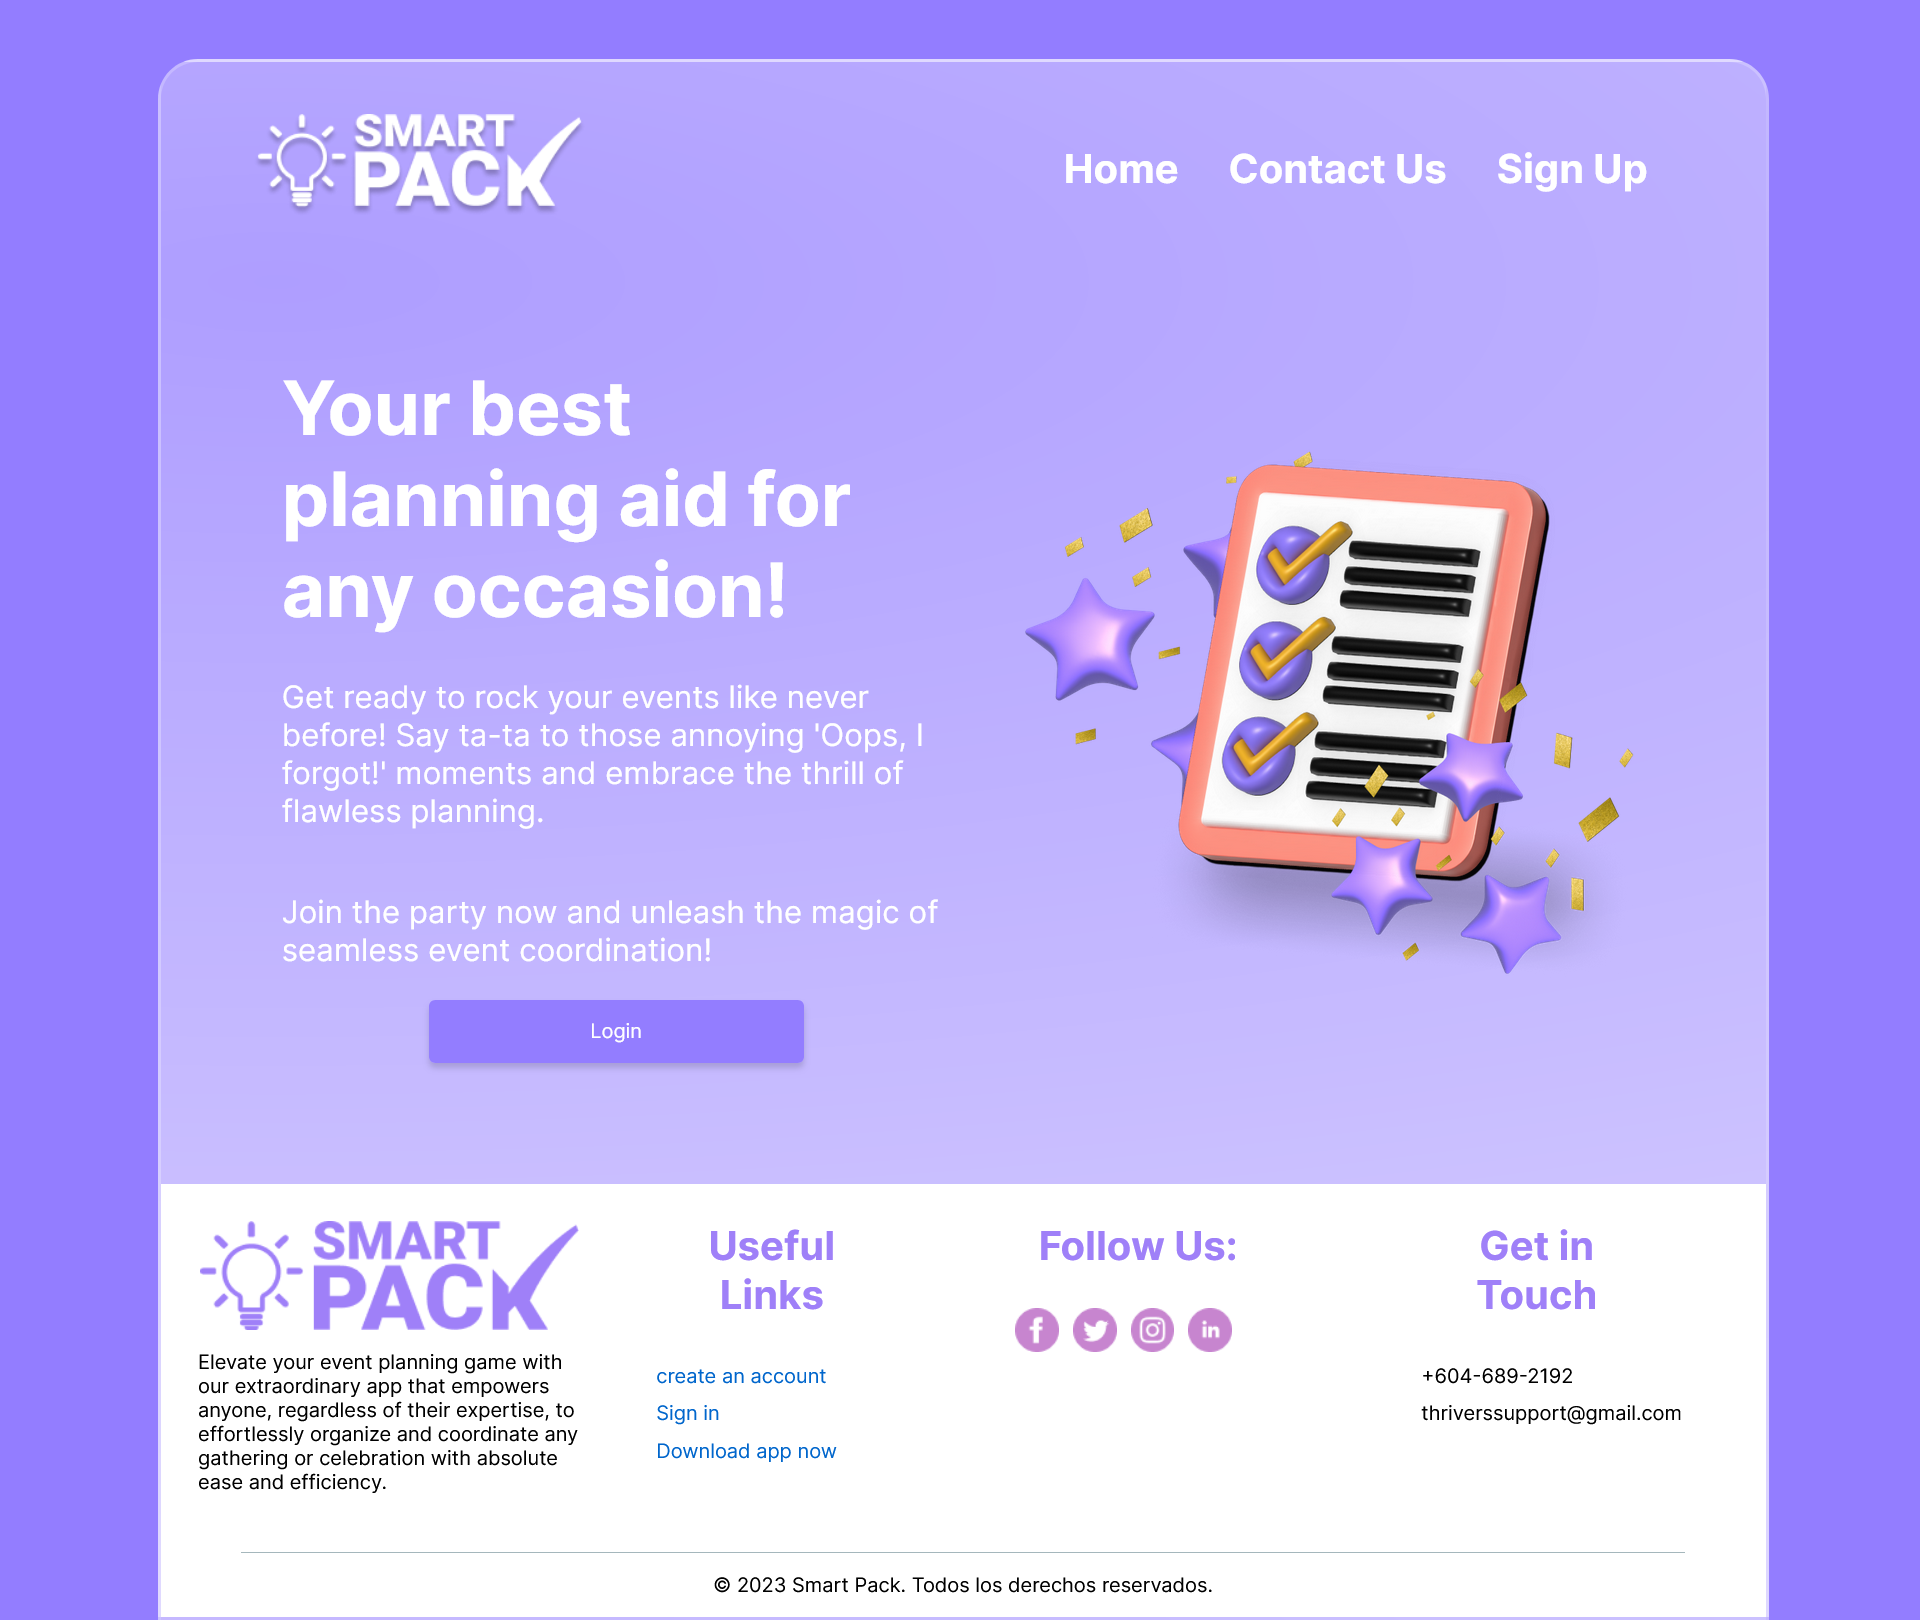 SMART
PACK
Home Contact Us Sign Up
Your best
planning aid for
any occasion!
Get ready to rock your events like never
before! Say ta-ta to those annoying 'Oops, I
forgot!' moments and embrace the thrill of
flawless planning.
Join the party now and unleash the magic of
seamless event coordination!
Login
SMART
PACK
Elevate your event planning game with
our extraordinary app that empowers
anyone, regardless of their expertise, to
effortlessly organize and coordinate any
gathering or celebration with absolute
ease and efficiency.
Useful
Links
create an account
Sign in
Download app now
Follow Us:
f
in
Get in
Touch
+604-689-2192
thriverssupport@gmail.com
© 2023 Smart Pack. Todos los derechos reservados.